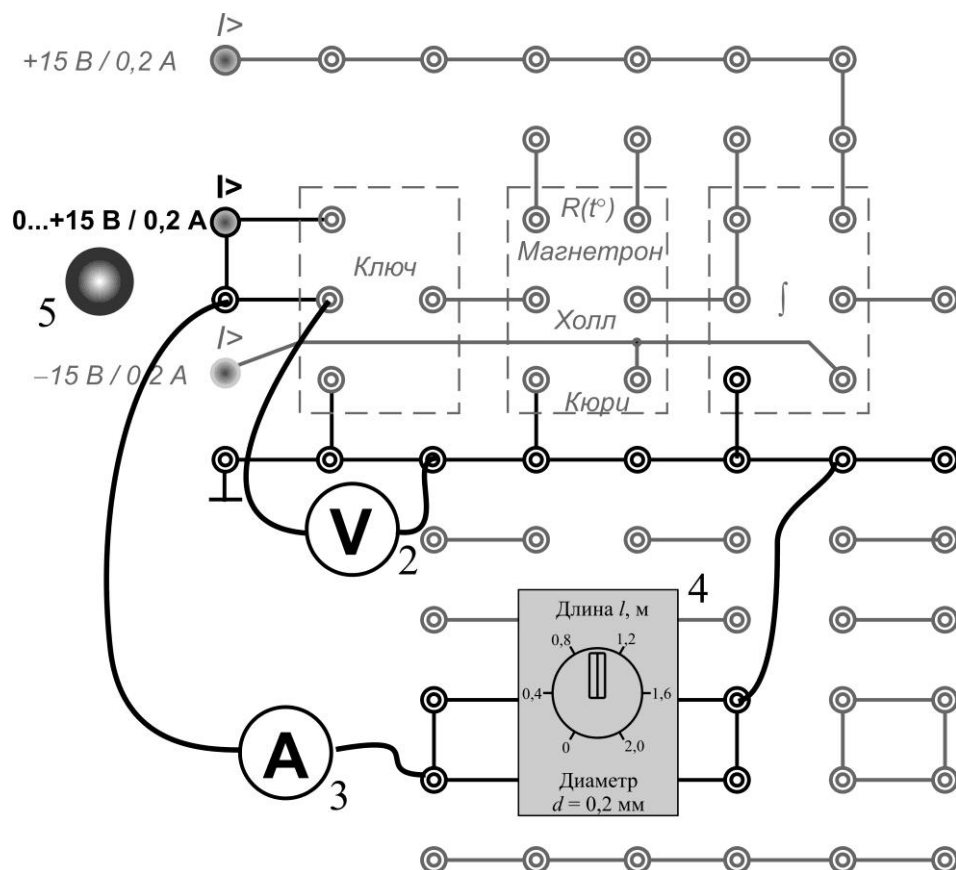 I>
+15 В / 0,2 А
I>
0...+15 В / 0,2 А
R(t°)
Магнетрон
Ключ
∫
5
Холл
I>
–15 В / 0,2 А
Кюри
V
2
4
Длина l, м
0,8
1,2
0,4
1,6
0
2,0
A
3
Диаметр
d = 0,2 мм